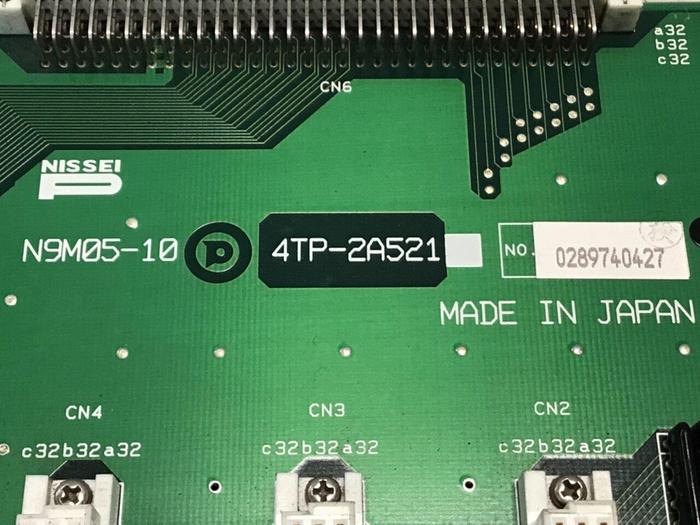 a32
b32
c32
CN6
NISSEI
P
N9M05-10 P 4TP-2A521 NO. 0289740427
MADE IN JAPAN
CN4 CN3 CN2
c32b32a32 c32b32a32 c32b32a32